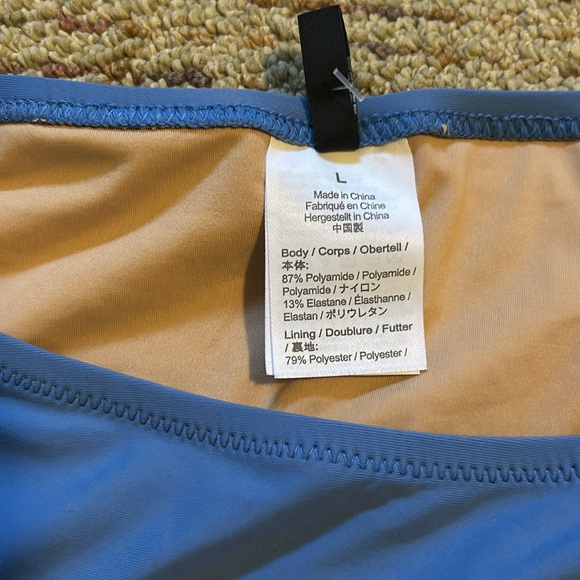 L
Made in China
Fabriqué en Chine
Hergestellt in China
中国製
Body / Corps / Oberteil /
本体:
87% Polyamide / Polyamide /
Polyamide / ナイロン
13% Elastane / Élasthanne /
Elastan / ポリウレタン
Lining / Doublure / Futter
/ 裏地:
79% Polyester / Polyester /